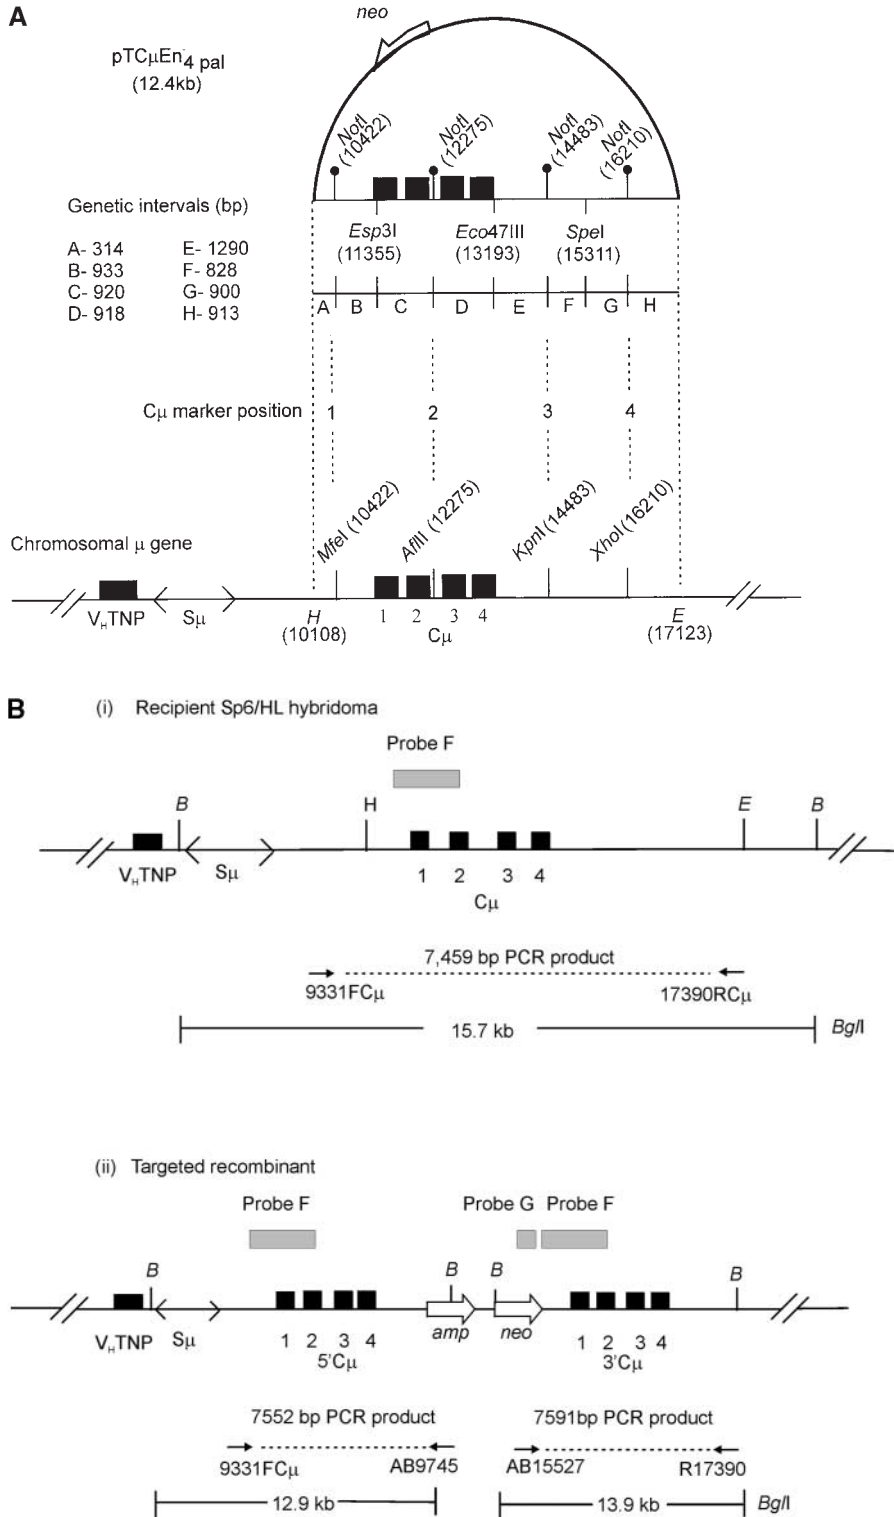 A
neo
pTCμEn⁻4 pal
(12.4kb)
NotI
(10422)
NotI
(12275)
NotI
(14483)
NotI
(16210)
Genetic intervals (bp)
A- 314 E- 1290
B- 933 F- 828
C- 920 G- 900
D- 918 H- 913
Esp3I
(11355)
Eco47III
(13193)
SpeI
(15311)
A B C D E F G H
Cμ marker position 1 2 3 4
MfeI (10422)
AflII (12275)
KpnI (14483)
XhoI (16210)
Chromosomal μ gene
VHTNP Sμ H 1 2 3 4 E
(10108) Cμ (17123)
B (i) Recipient Sp6/HL hybridoma
Probe F
B H E B
VHTNP Sμ 1 2 3 4
Cμ
7,459 bp PCR product
9331FCμ 17390RCμ
15.7 kb BglI
(ii) Targeted recombinant
Probe F Probe G Probe F
B B B B
VHTNP Sμ 1 2 3 4 amp neo 1 2 3 4
5'Cμ 3'Cμ
7552 bp PCR product 7591bp PCR product
9331FCμ AB9745 AB15527 R17390
12.9 kb 13.9 kb BglI